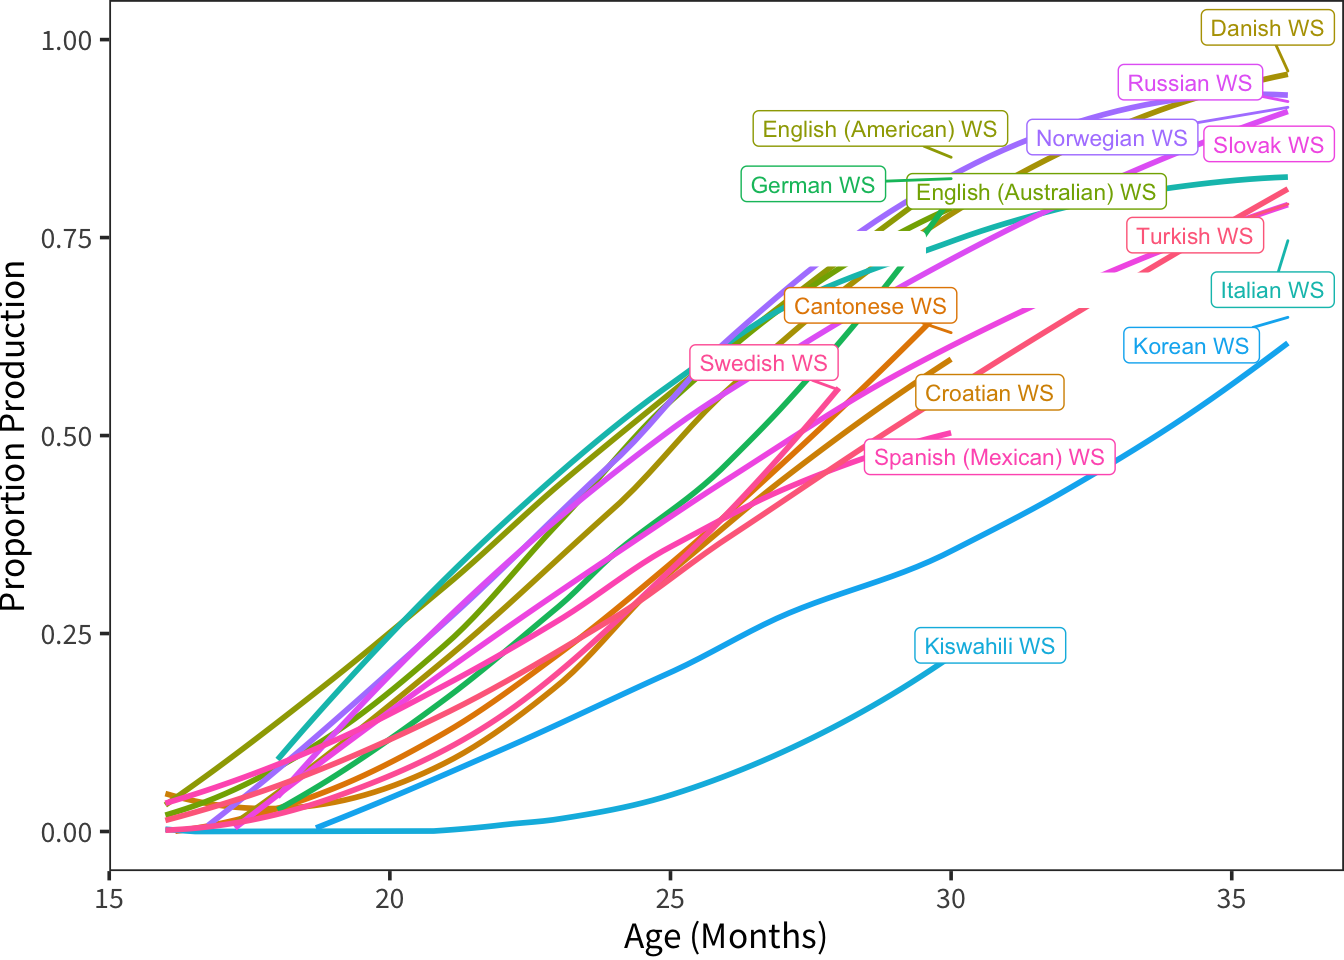 Danish WS
1.00
Russian WS
English (American) WS
Norwegian WS
Slovak WS
German WS
English (Australian) WS
0.75
Turkish WS
Italian WS
Cantonese WS
Korean WS
Swedish WS
Croatian WS
0.50
Spanish (Mexican) WS
Kiswahili WS
0.25
0.00
Proportion Production
15
20
25
30
35
Age (Months)